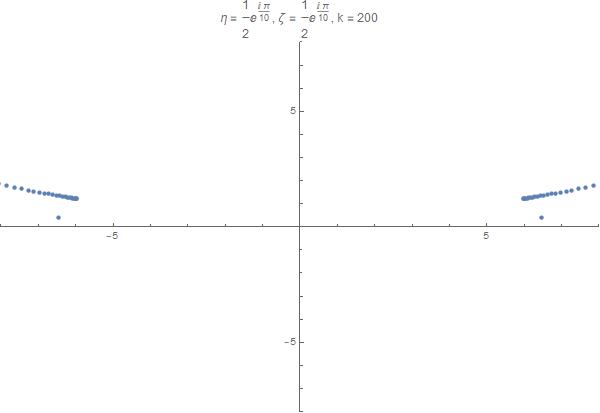 η = 1/2 e^(iπ/10), ζ = 1/2 e^(iπ/10), k = 200
5
-5
5
-5